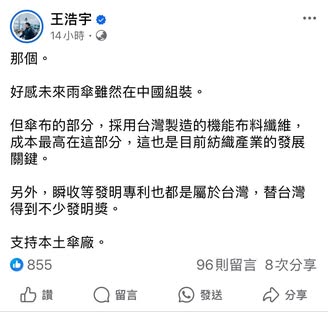 王浩宇
14小時·
那個。
好感未來雨傘雖然在中國組裝。
但傘布的部分，採用台灣製造的機能布料纖維，
成本最高在這部分，這也是目前紡織產業的發展
關鍵。
另外，瞬收等發明專利也都是屬於台灣，替台灣
得到不少發明獎。
支持本土傘廠。
855 96則留言 8次分享
讚 留言 發送 分享